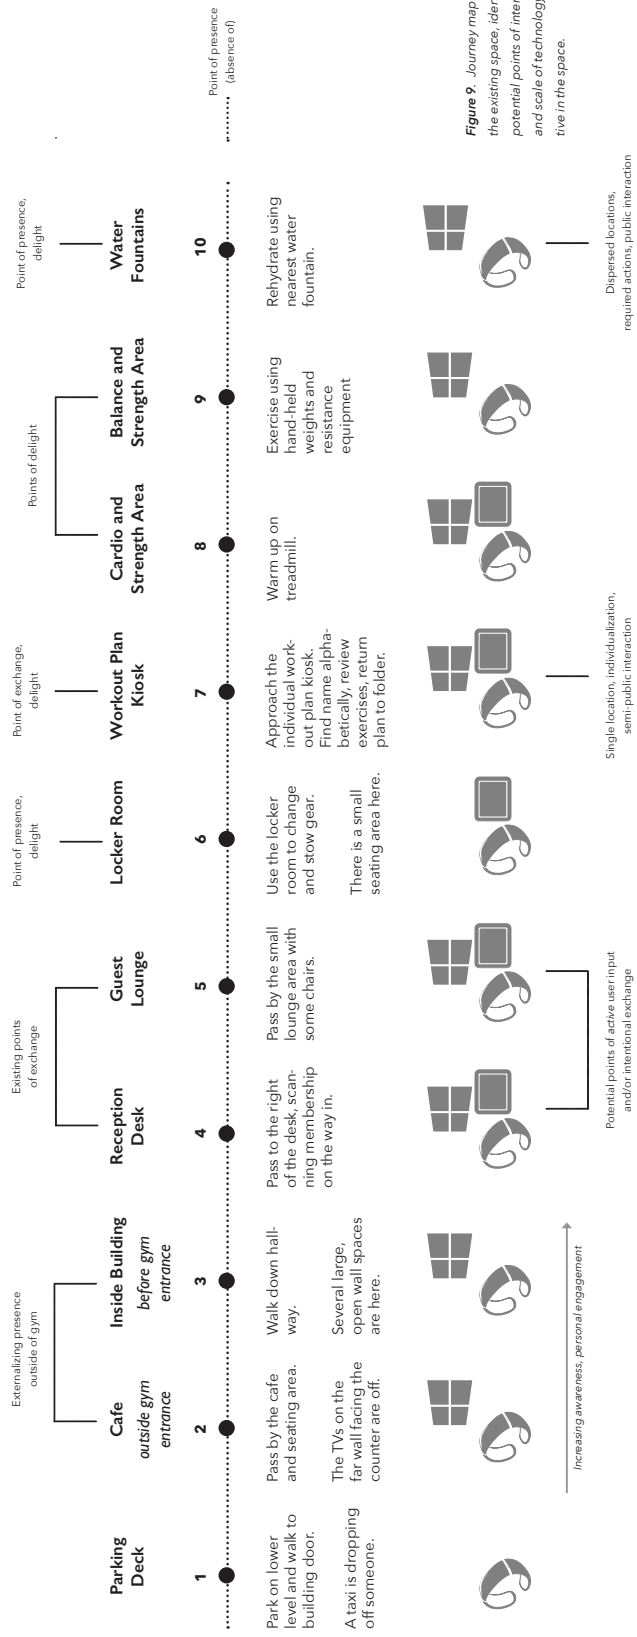 Externalizing presence
outside of gym
Existing points
of exchange
Point of presence,
delight
Point of exchange,
delight
Points of delight
Point of presence,
delight
Parking
Deck
1
Park on lower
level and walk to
building door.
A taxi is dropping
off someone.
Cafe
outside gym
entrance
2
Pass by the cafe
and seating area.
The TVs on the
far wall facing the
counter are off.
Inside Building
before gym
entrance
3
Walk down hall-
way.
Several large,
open wall spaces
are here.
Reception
Desk
4
Pass to the right
of the desk, scan-
ning membership
on the way in.
Guest
Lounge
5
Pass by the small
lounge area with
some chairs.
Locker Room
6
Use the locker
room to change
and stow gear.
There is a small
seating area here.
Workout Plan
Kiosk
7
Approach the
individual work-
out plan kiosk.
Find name alpha-
betically, review
exercises, return
plan to folder.
Cardio and
Strength Area
8
Warm up on
treadmill.
Balance and
Strength Area
9
Exercise using
hand-held
weights and
resistance
equipment
Water
Fountains
10
Rehydrate using
nearest water
fountain.
Point of presence
(absence of)
Increasing awareness, personal engagement
Potential points of active user input
and/or intentional exchange
Single location, individualization,
semi-public interaction
Dispersed locations,
required actions, public interaction
Figure 9. Journey map
the existing space, iden
potential points of inter
and scale of technology
tive in the space.